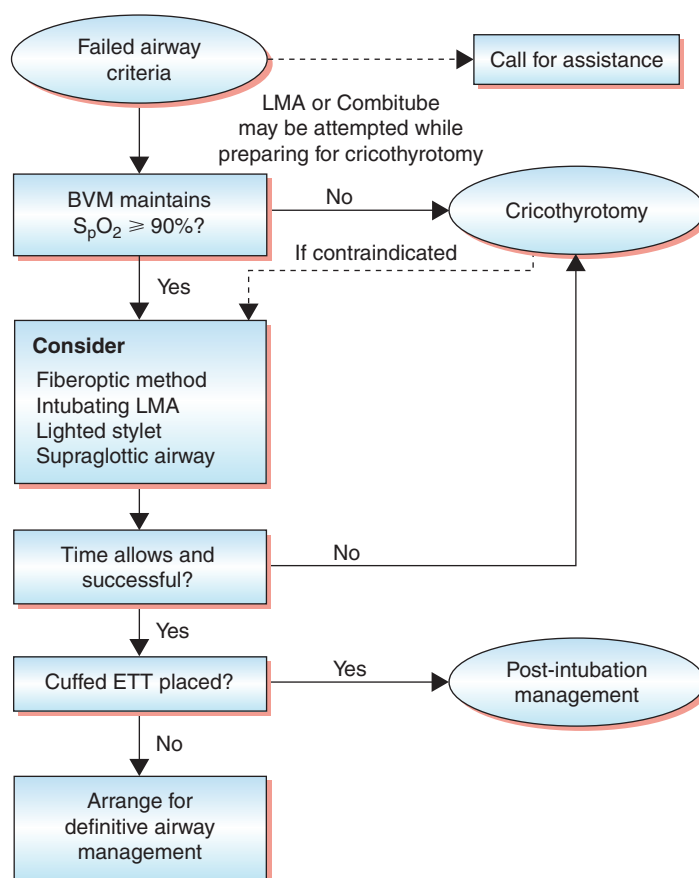 Failed airway
criteria
Call for assistance
LMA or Combitube
may be attempted while
preparing for cricothyrotomy
BVM maintains
SpO2 ⩾ 90%?
No
Cricothyrotomy
If contraindicated
Yes
Consider
Fiberoptic method
Intubating LMA
Lighted stylet
Supraglottic airway
Time allows and
successful?
No
Yes
Cuffed ETT placed?
Yes
Post-intubation
management
No
Arrange for
definitive airway
management